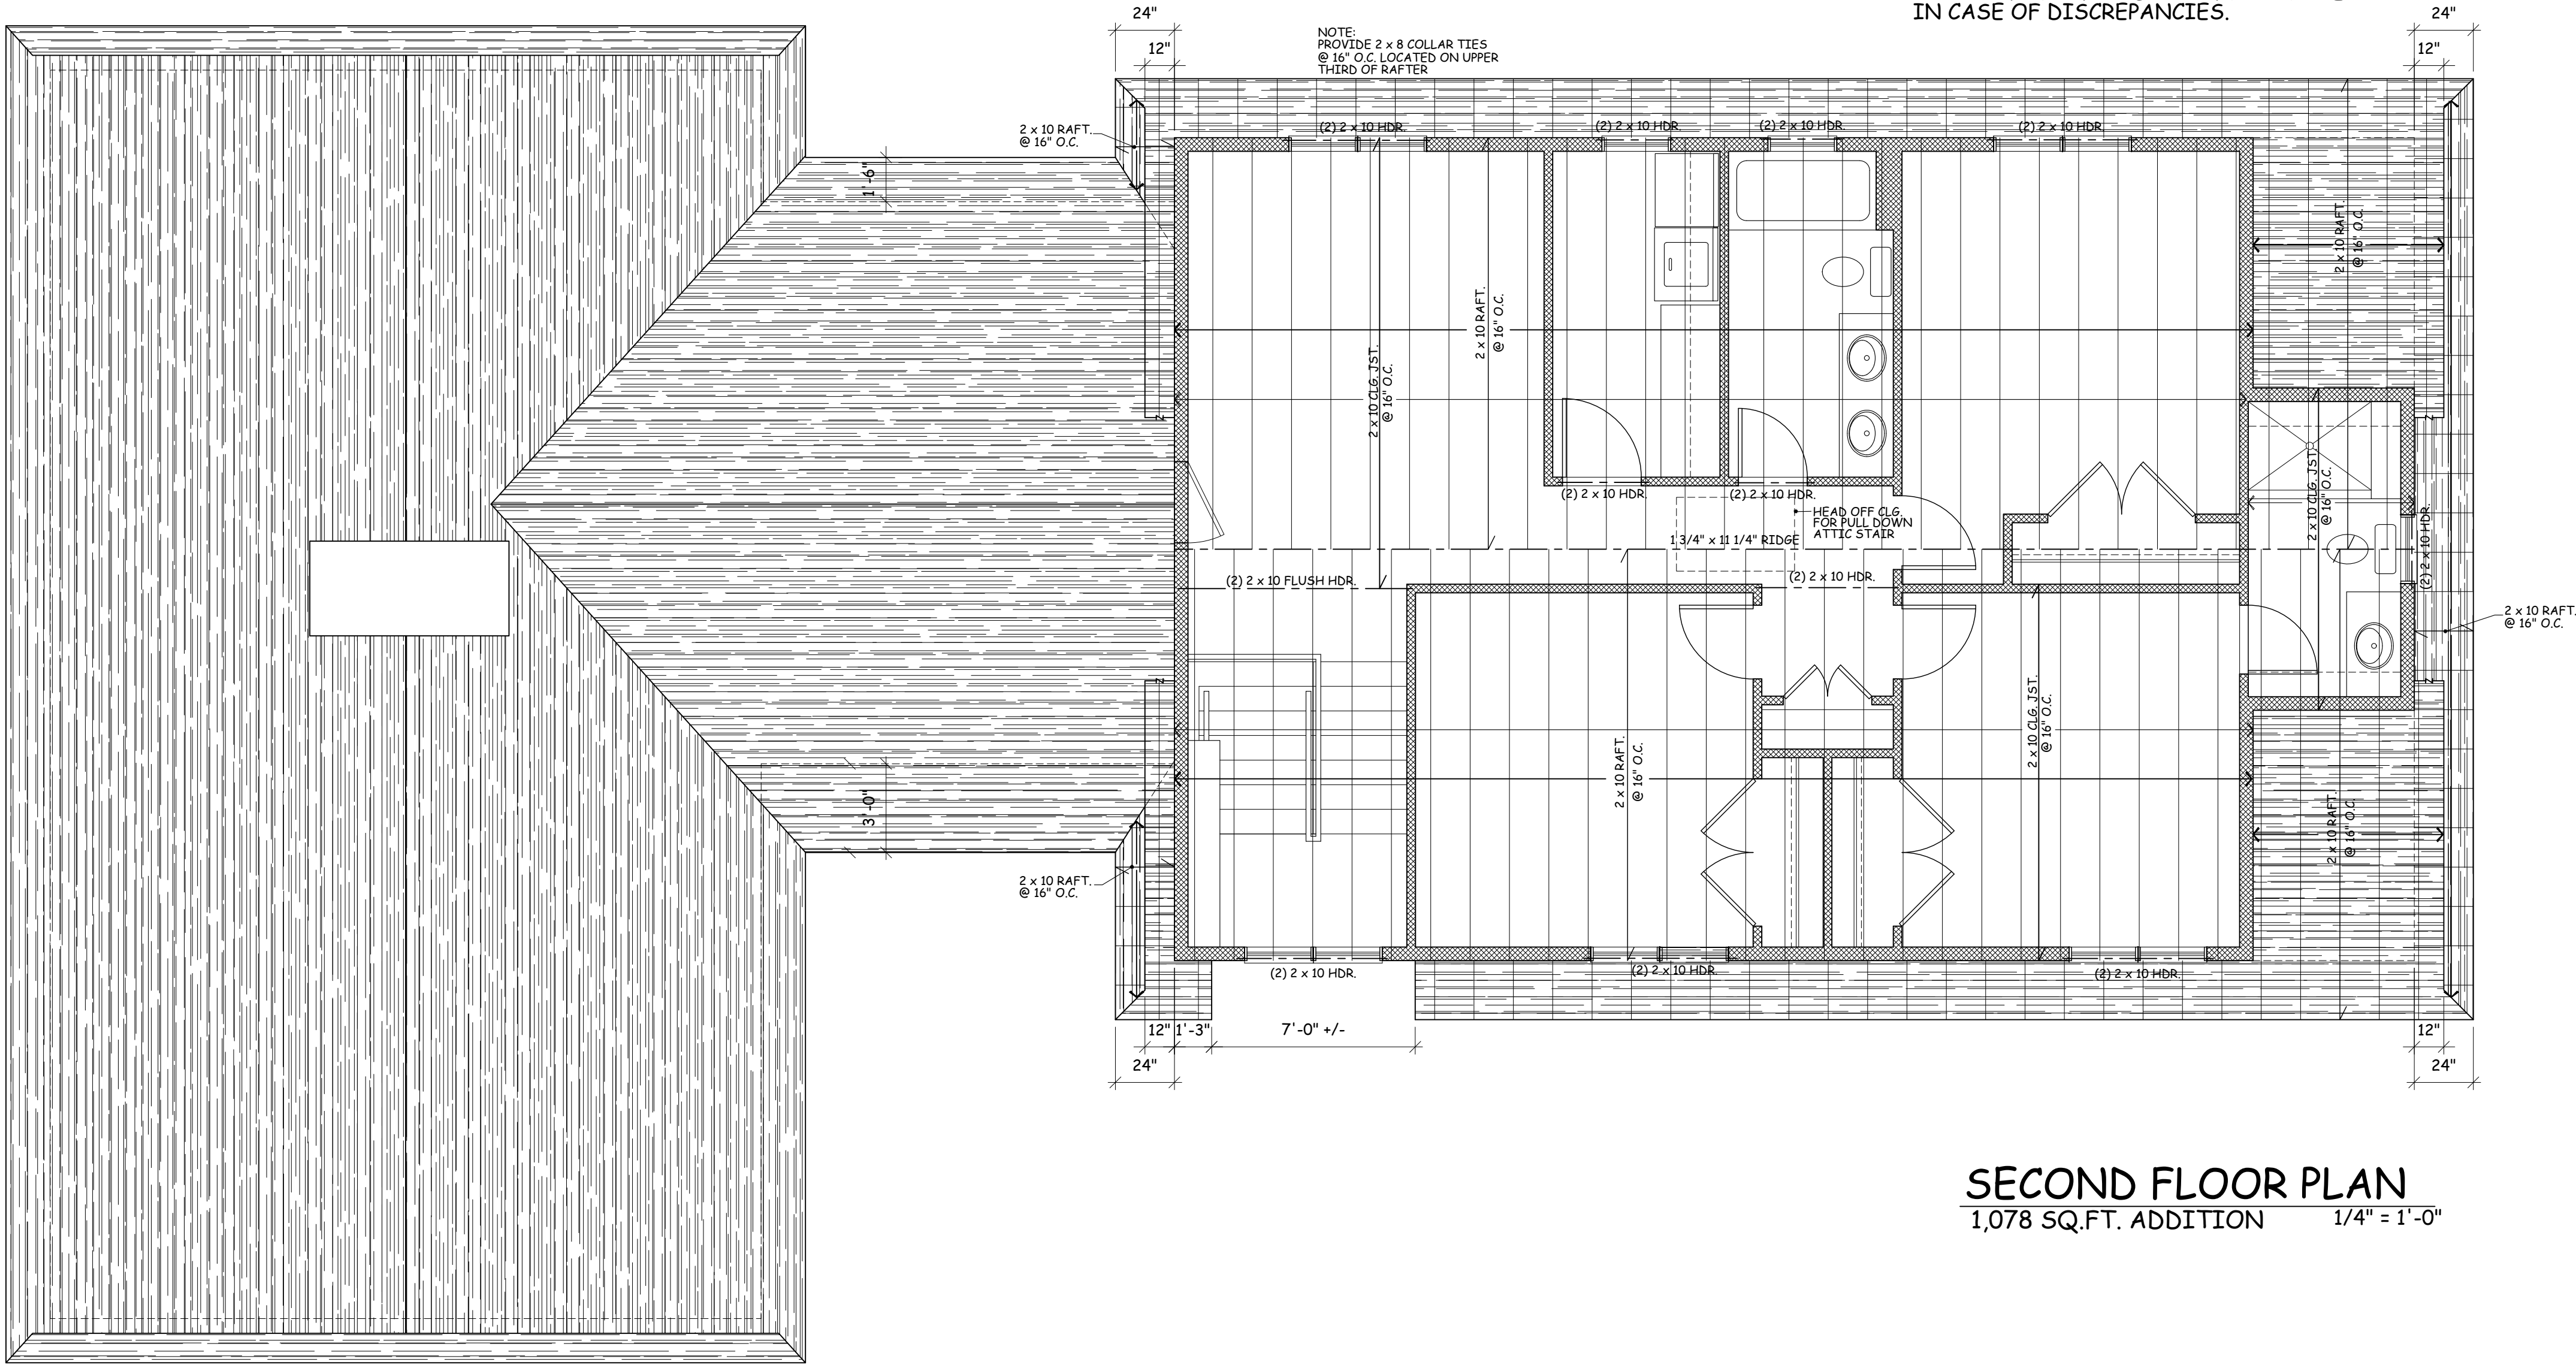 IN CASE OF DISCREPANCIES.
24"
24"
12"
12"
NOTE:
PROVIDE 2 x 8 COLLAR TIES
@ 16" O.C. LOCATED ON UPPER
THIRD OF RAFTER
2 x 10 RAFT.
@ 16" O.C.
(2) 2 x 10 HDR.
(2) 2 x 10 HDR.
(2) 2 x 10 HDR.
(2) 2 x 10 HDR.
1'-6"
2 x 10 RAFT.
@ 16" O.C.
2 x 10 RAFT.
@ 16" O.C.
2 x 10 CLG. JST.
@ 16" O.C.
(2) 2 x 10 HDR.
(2) 2 x 10 HDR.
HEAD OFF CLG.
FOR PULL DOWN
ATTIC STAIR
1 3/4" x 11 1/4" RIDGE
2 x 10 CLG. JST.
@ 16" O.C.
(2) 2 x 10 HDR.
(2) 2 x 10 FLUSH HDR.
(2) 2 x 10 HDR.
2 x 10 RAFT.
@ 16" O.C.
2 x 10 CLG. JST.
@ 16" O.C.
2 x 10 RAFT.
@ 16" O.C.
3'-0"
2 x 10 RAFT.
@ 16" O.C.
2 x 10 RAFT.
@ 16" O.C.
(2) 2 x 10 HDR.
(2) 2 x 10 HDR.
(2) 2 x 10 HDR.
12" 1'-3"
7'-0" +/-
12"
24"
24"
SECOND FLOOR PLAN
1,078 SQ.FT. ADDITION 1/4" = 1'-0"